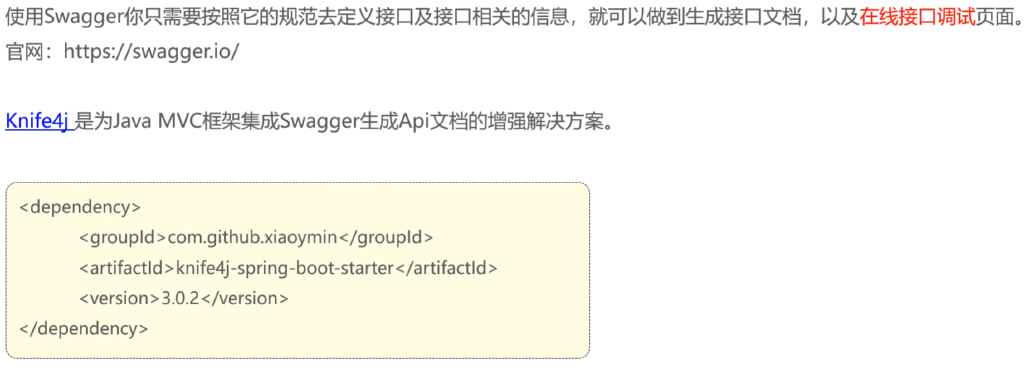 使用Swagger你只需要按照它的规范去定义接口及接口相关的信息，就可以做到生成接口文档，以及在线接口调试页面。
官网：https://swagger.io/
Knife4j 是为Java MVC框架集成Swagger生成Api文档的增强解决方案。
<dependency>
<groupId>com.github.xiaoymin</groupId>
<artifactId>knife4j-spring-boot-starter</artifactId>
<version>3.0.2</version>
</dependency>